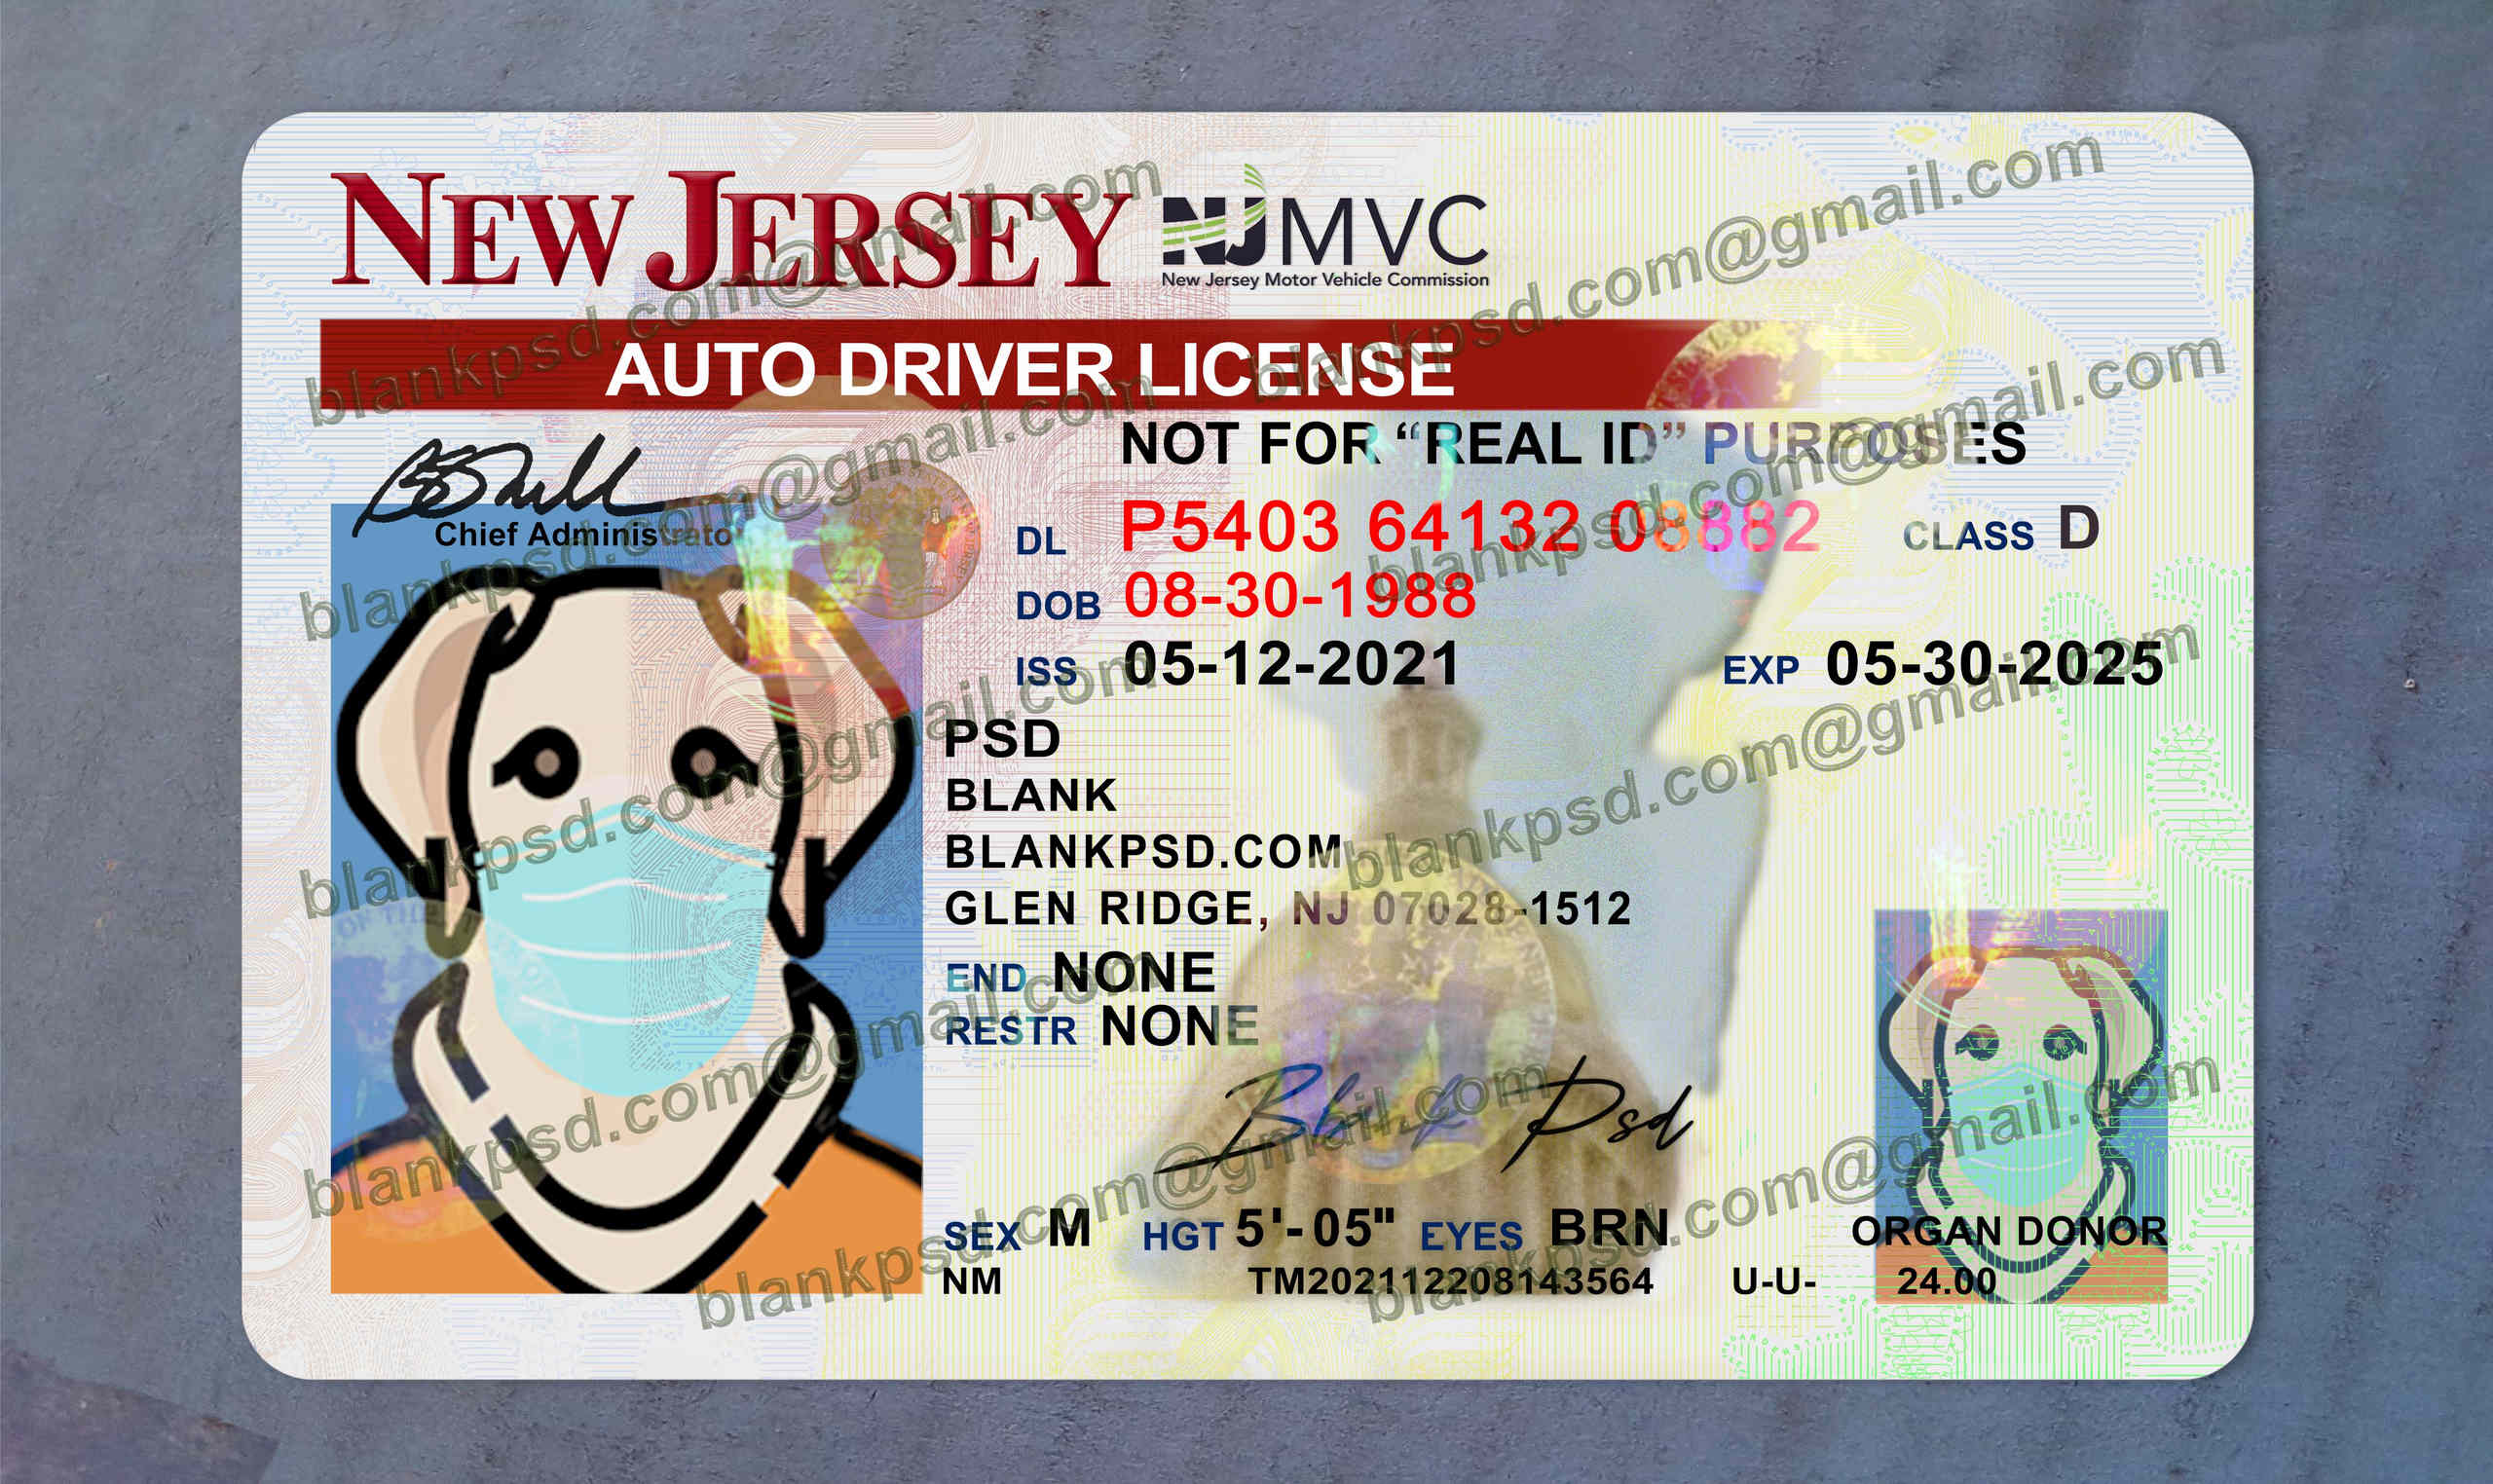 NEW JERSEY
NJ MVC
New Jersey Motor Vehicle Commission
AUTO DRIVER LICENSE
NOT FOR “REAL ID” PURPOSES
Chief Administrator
DL P5403 64132 08882 CLASS D
DOB 08-30-1988
ISS 05-12-2021 EXP 05-30-2025
PSD
BLANK
BLANKPSD.COM
GLEN RIDGE, NJ 07028-1512
END NONE
RESTR NONE
Blank Psd
SEX M HGT 5'-05" EYES BRN ORGAN DONOR
NM TM202112208143564 U-U- 24.00
blankpsd.com@gmail.com
blankpsd.com@gmail.com
blankpsd.com@gmail.com
blankpsd.com@gmail.com
blankpsd.com@gmail.com
blankpsd.com@gmail.com
blankpsd.com@gmail.com
blankpsd.com@gmail.com
blankpsd.com@gmail.com